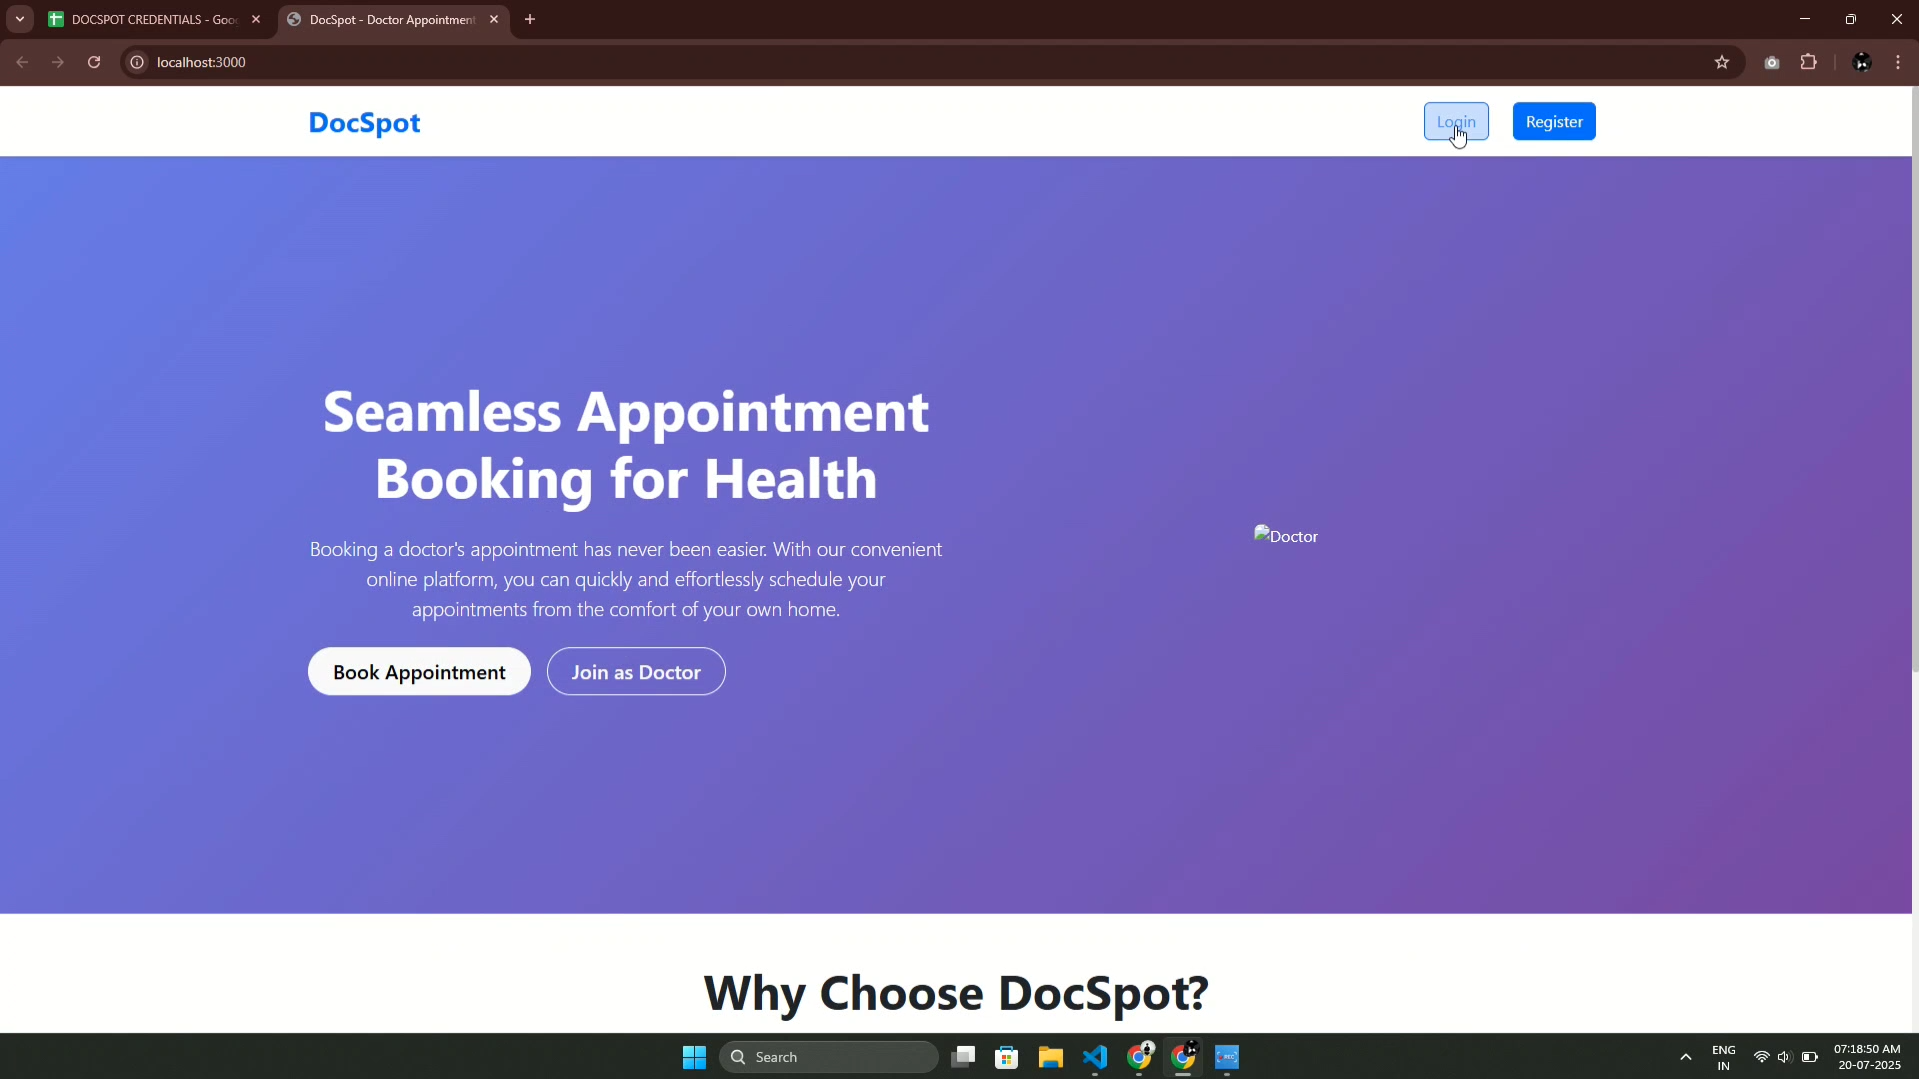 DOCSPOT CREDENTIALS - Goo
DocSpot - Doctor Appointment
localhost:3000
DocSpot
Login
Register
Seamless Appointment
Booking for Health
Booking a doctor's appointment has never been easier. With our convenient
online platform, you can quickly and effortlessly schedule your
appointments from the comfort of your own home.
Doctor
Book Appointment
Join as Doctor
Why Choose DocSpot?
Search
ENG
IN
07:18:50 AM
20-07-2025